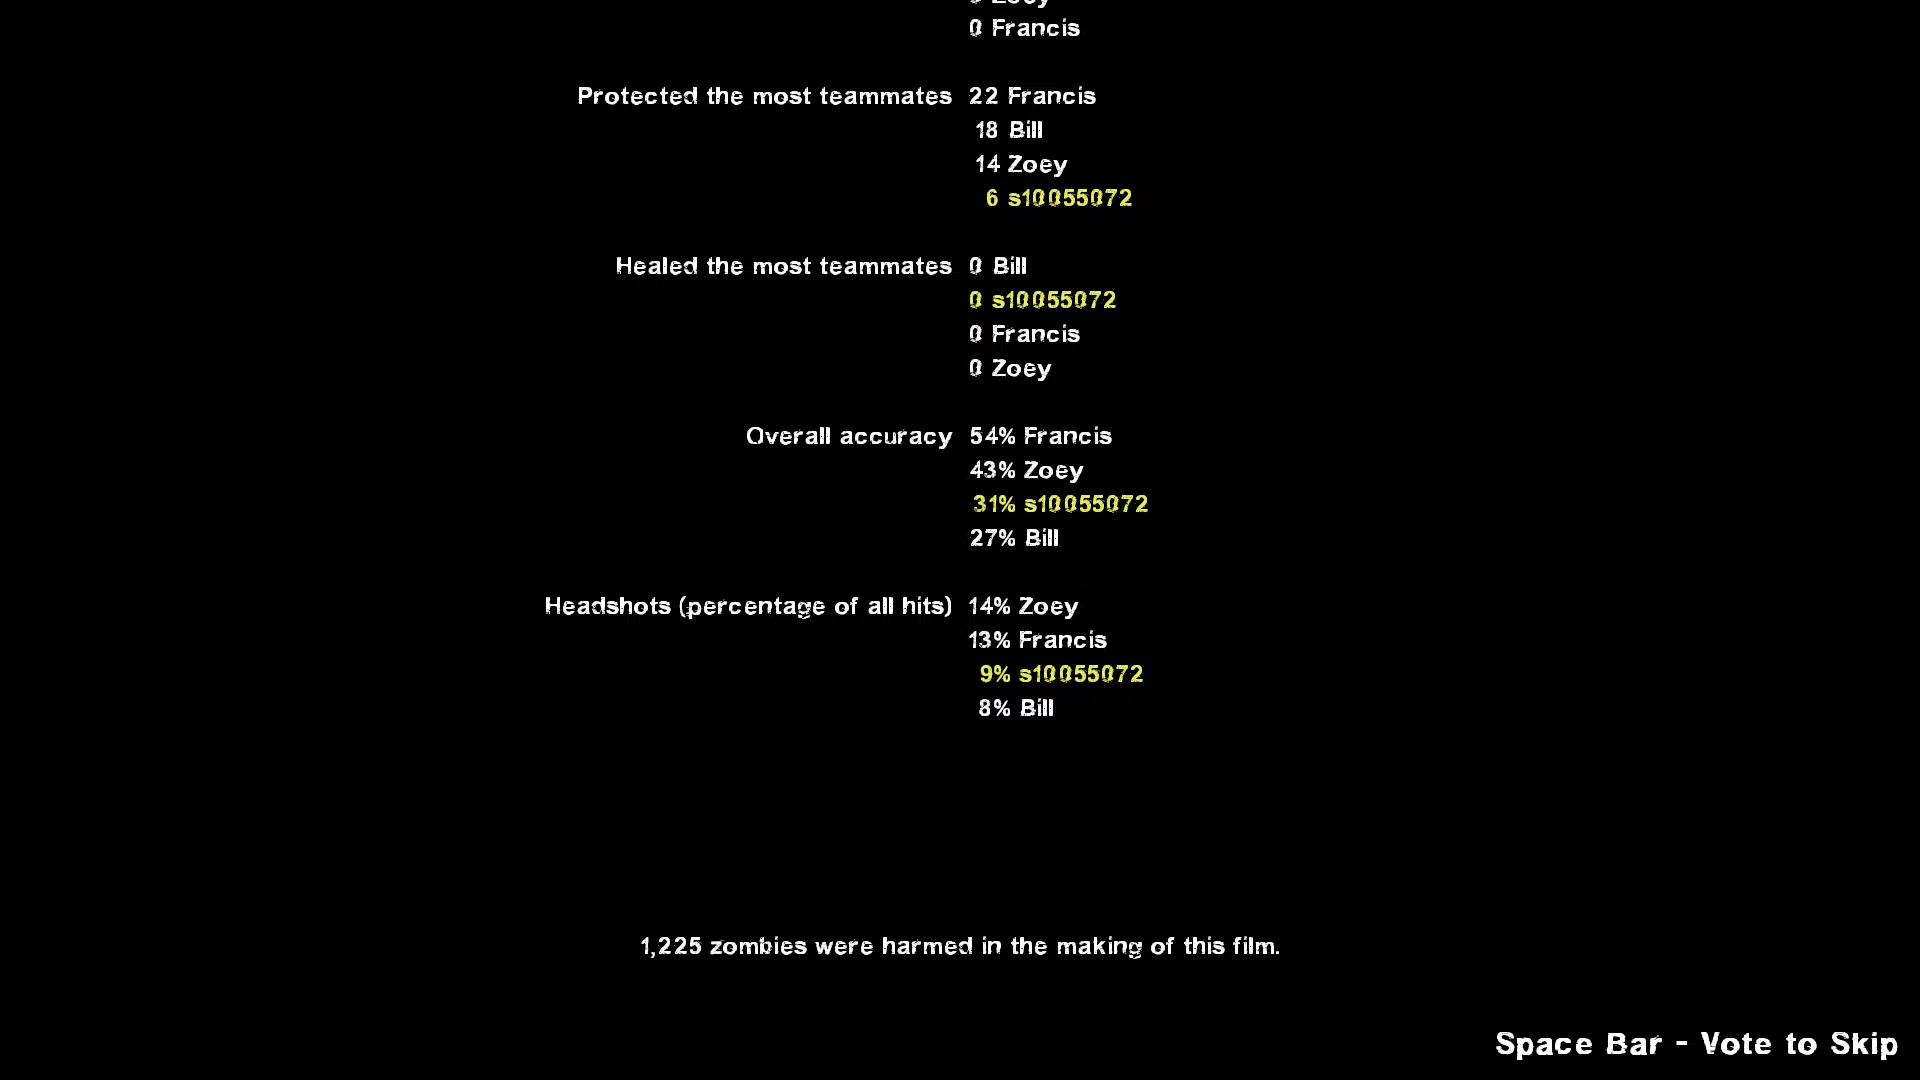 0 Zoey
0 Francis
Protected the most teammates 22 Francis
18 Bill
14 Zoey
6 s10055072
Healed the most teammates 0 Bill
0 s10055072
0 Francis
0 Zoey
Overall accuracy 54% Francis
43% Zoey
31% s10055072
27% Bill
Headshots (percentage of all hits) 14% Zoey
13% Francis
9% s10055072
8% Bill
1,225 zombies were harmed in the making of this film.
Space Bar - Vote to Skip